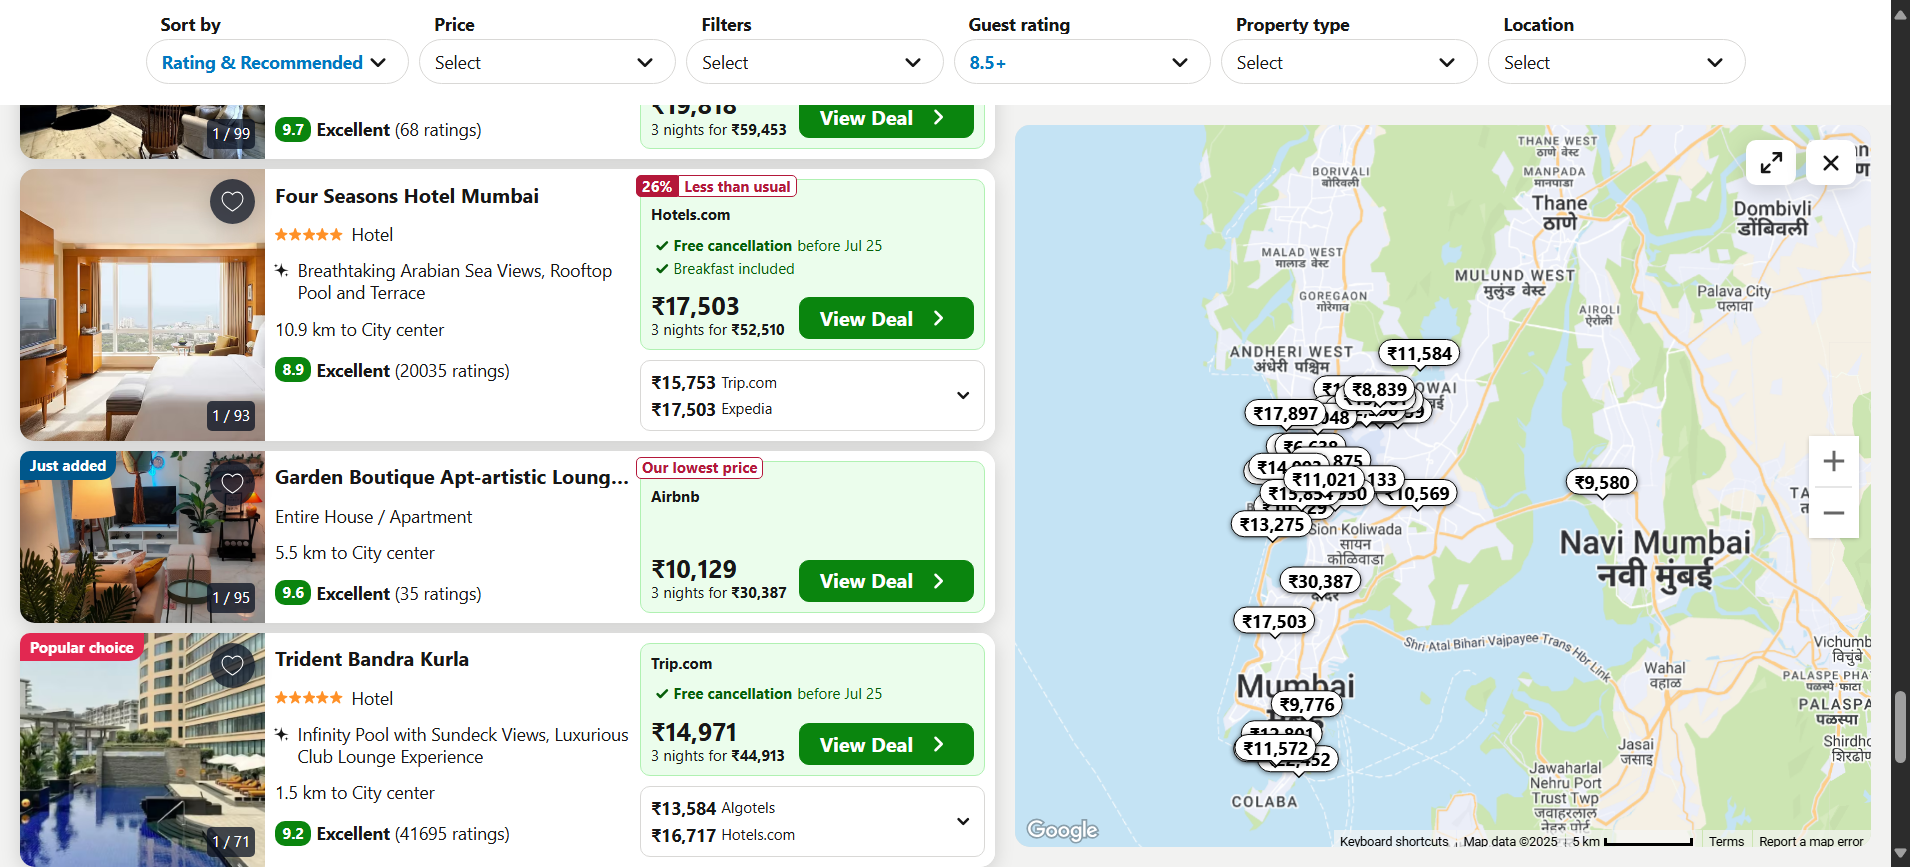 Sort by
Price
Filters
Guest rating
Property type
Location
Rating & Recommended
Select
Select
8.5+
Select
Select
1 / 99
9.7 Excellent (68 ratings)
₹19,818
3 nights for ₹59,453
View Deal
1 / 93
Four Seasons Hotel Mumbai
Hotel
Breathtaking Arabian Sea Views, Rooftop
Pool and Terrace
10.9 km to City center
8.9 Excellent (20035 ratings)
26% Less than usual
Hotels.com
Free cancellation before Jul 25
Breakfast included
₹17,503
3 nights for ₹52,510
View Deal
₹15,753 Trip.com
₹17,503 Expedia
Just added
1 / 95
Garden Boutique Apt-artistic Loung...
Entire House / Apartment
5.5 km to City center
9.6 Excellent (35 ratings)
Our lowest price
Airbnb
₹10,129
3 nights for ₹30,387
View Deal
Popular choice
1 / 71
Trident Bandra Kurla
Hotel
Infinity Pool with Sundeck Views, Luxurious
Club Lounge Experience
1.5 km to City center
9.2 Excellent (41695 ratings)
Trip.com
Free cancellation before Jul 25
₹14,971
3 nights for ₹44,913
View Deal
₹13,584 Algotels
₹16,717 Hotels.com
THANE WEST
ठाणे वेस्ट
BORIVALI
बोरिवली
MANPADA
मानपाडा
Thane
ठाणे
Dombivli
डोंबिवली
MALAD WEST
मालाड वेस्ट
MULUND WEST
मुलुंड वेस्ट
GOREGAON
गोरेगाव
AIROLI
ऐरोली
Palava City
पलावा
ANDHERI WEST
अंधेरी पश्चिम
₹11,584
₹8,839
₹17,897
₹11,021
₹10,569
₹9,580
₹13,275
Sion Koliwada
सायन
कोळिवाडा
Navi Mumbai
नवी मुंबई
₹30,387
₹17,503
Shri Atal Bihari Vajpayee Trans Hbr Link
Wahal
वहाळ
Mumbai
₹9,776
₹11,572
COLABA
Jasai
जसाई
Jawaharlal
Nehru Port
Trust Twp
जवाहरलाल
नेहरू पोर्ट
Google
Keyboard shortcuts
Map data ©2025
5 km
Terms
Report a map error